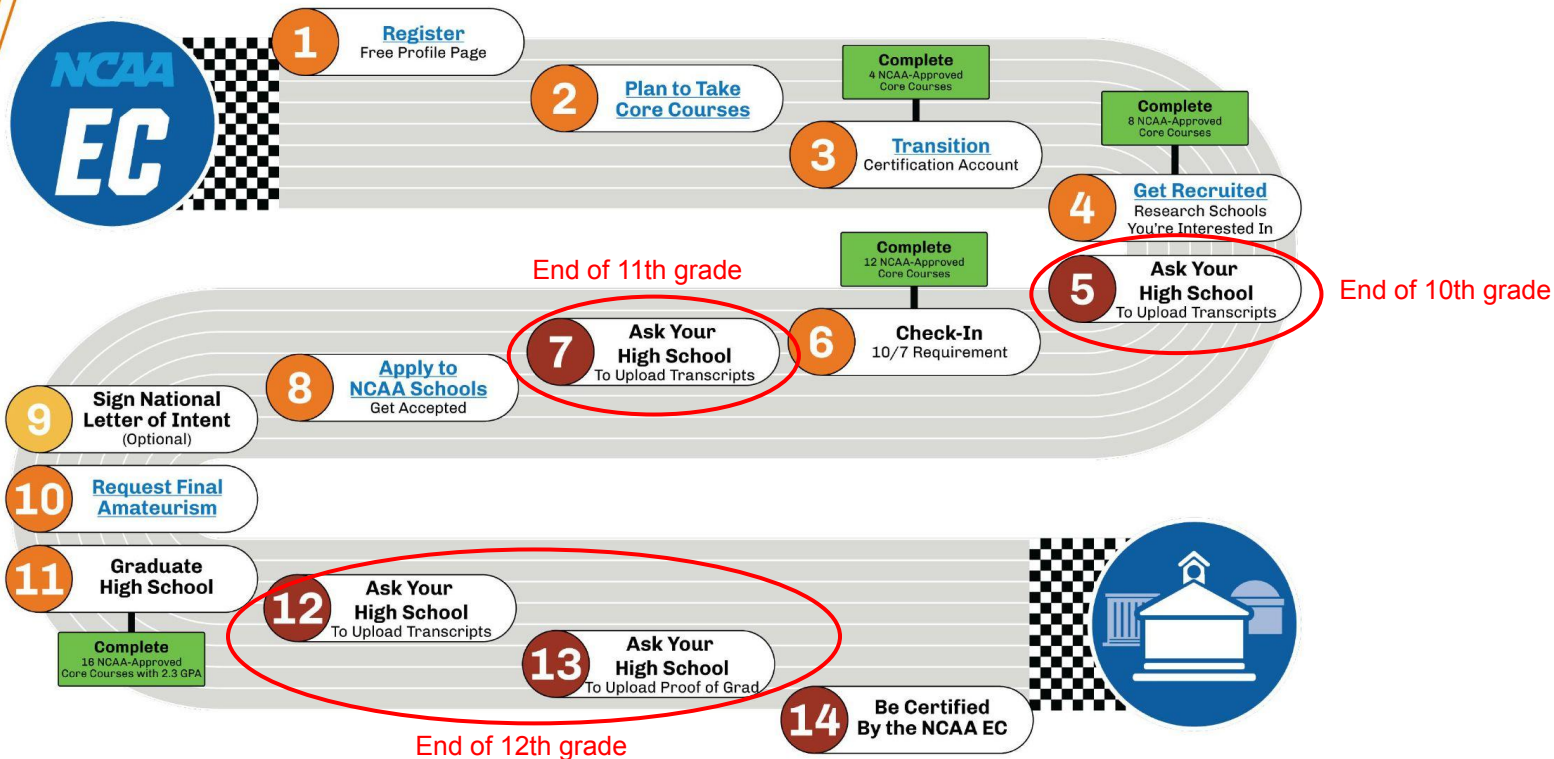 NCAA
EC
1
Register
Free Profile Page
2
Plan to Take
Core Courses
Complete
4 NCAA-Approved
Core Courses
3
Transition
Certification Account
Complete
8 NCAA-Approved
Core Courses
4
Get Recruited
Research Schools
You're Interested In
5
Ask Your
High School
To Upload Transcripts
End of 10th grade
Complete
12 NCAA-Approved
Core Courses
6
Check-In
10/7 Requirement
End of 11th grade
7
Ask Your
High School
To Upload Transcripts
8
Apply to
NCAA Schools
Get Accepted
9
Sign National
Letter of Intent
(Optional)
10
Request Final
Amateurism
11
Graduate
High School
Complete
16 NCAA-Approved
Core Courses with 2.3 GPA
12
Ask Your
High School
To Upload Transcripts
13
Ask Your
High School
To Upload Proof of Grad
End of 12th grade
14
Be Certified
By the NCAA EC